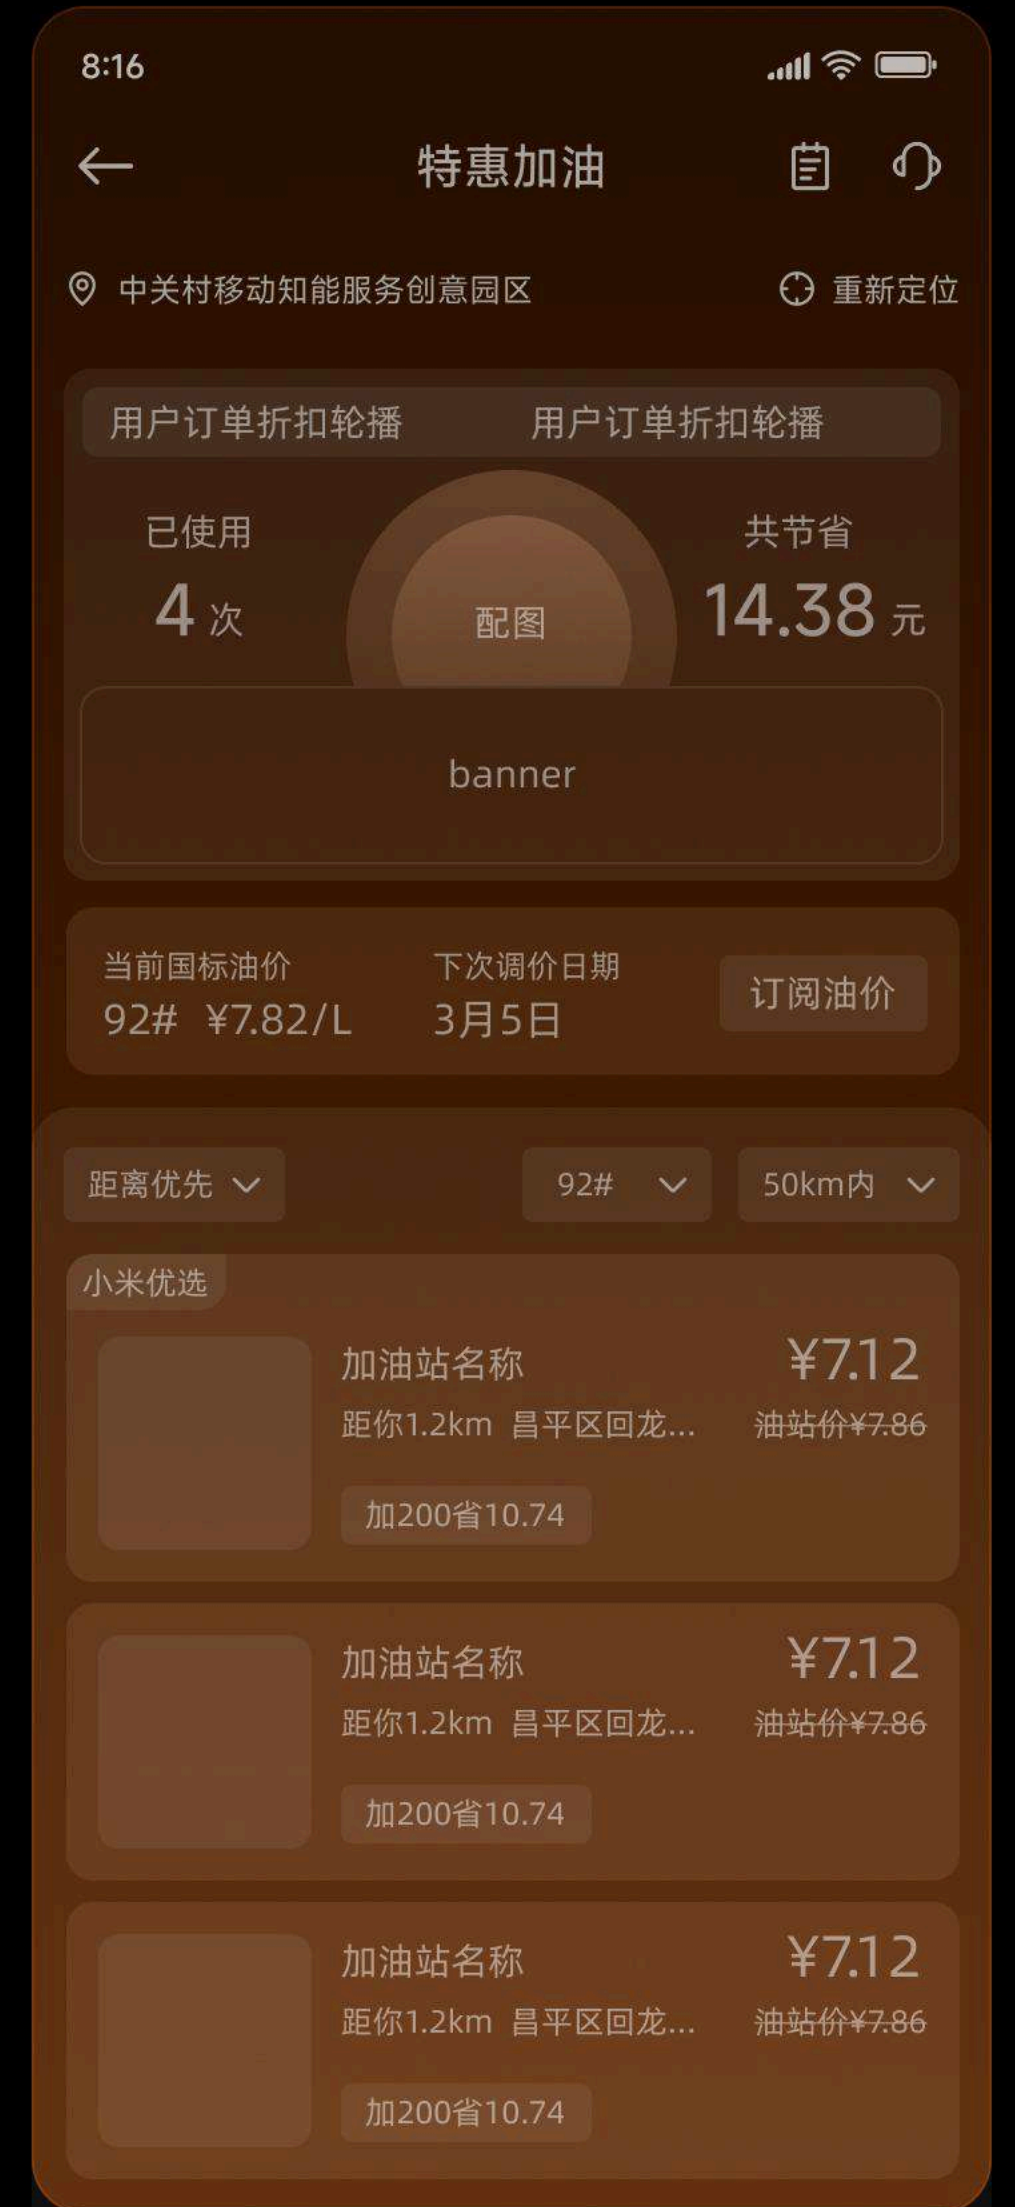 8:16
特惠加油
中关村移动知能服务创意园区 重新定位
用户订单折扣轮播 用户订单折扣轮播
已使用 共节省
4 次 配图 14.38 元
banner
当前国标油价 下次调价日期
92# ¥7.82/L 3月5日 订阅油价
距离优先 92# 50km内
小米优选
加油站名称 ¥7.12
距你1.2km 昌平区回龙... 油站价¥7.86
加200省10.74
加油站名称 ¥7.12
距你1.2km 昌平区回龙... 油站价¥7.86
加200省10.74
加油站名称 ¥7.12
距你1.2km 昌平区回龙... 油站价¥7.86
加200省10.74